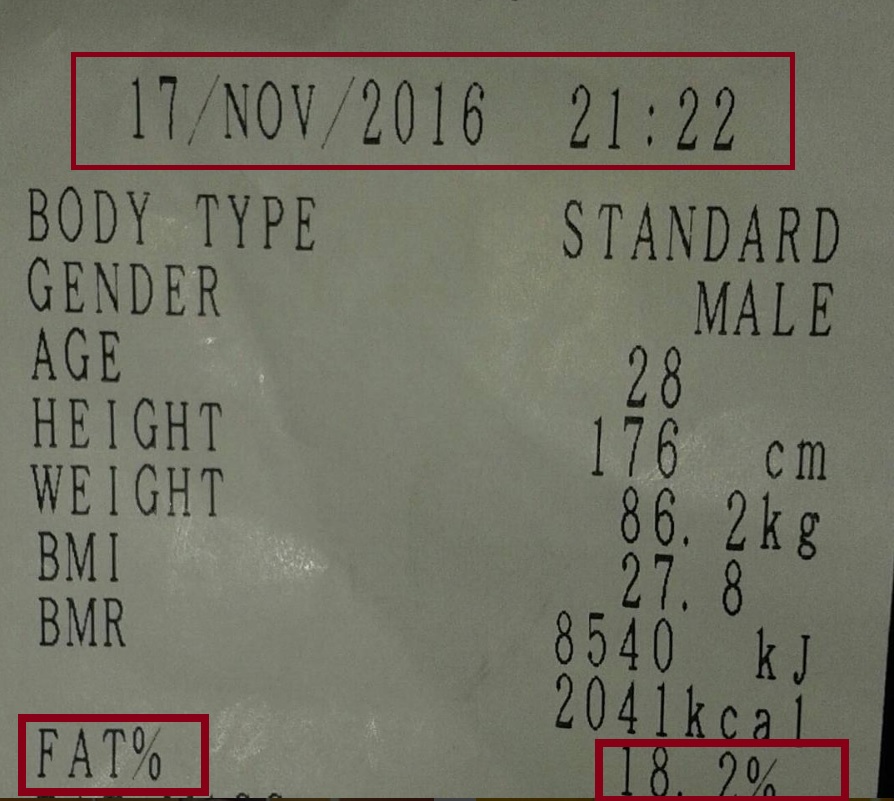 17/NOV/2016 21:22
BODY TYPE STANDARD
GENDER MALE
AGE 28
HEIGHT 176 cm
WEIGHT 86.2kg
BMI 27.8
BMR 8540 kJ
2041kcal
FAT% 18.2%